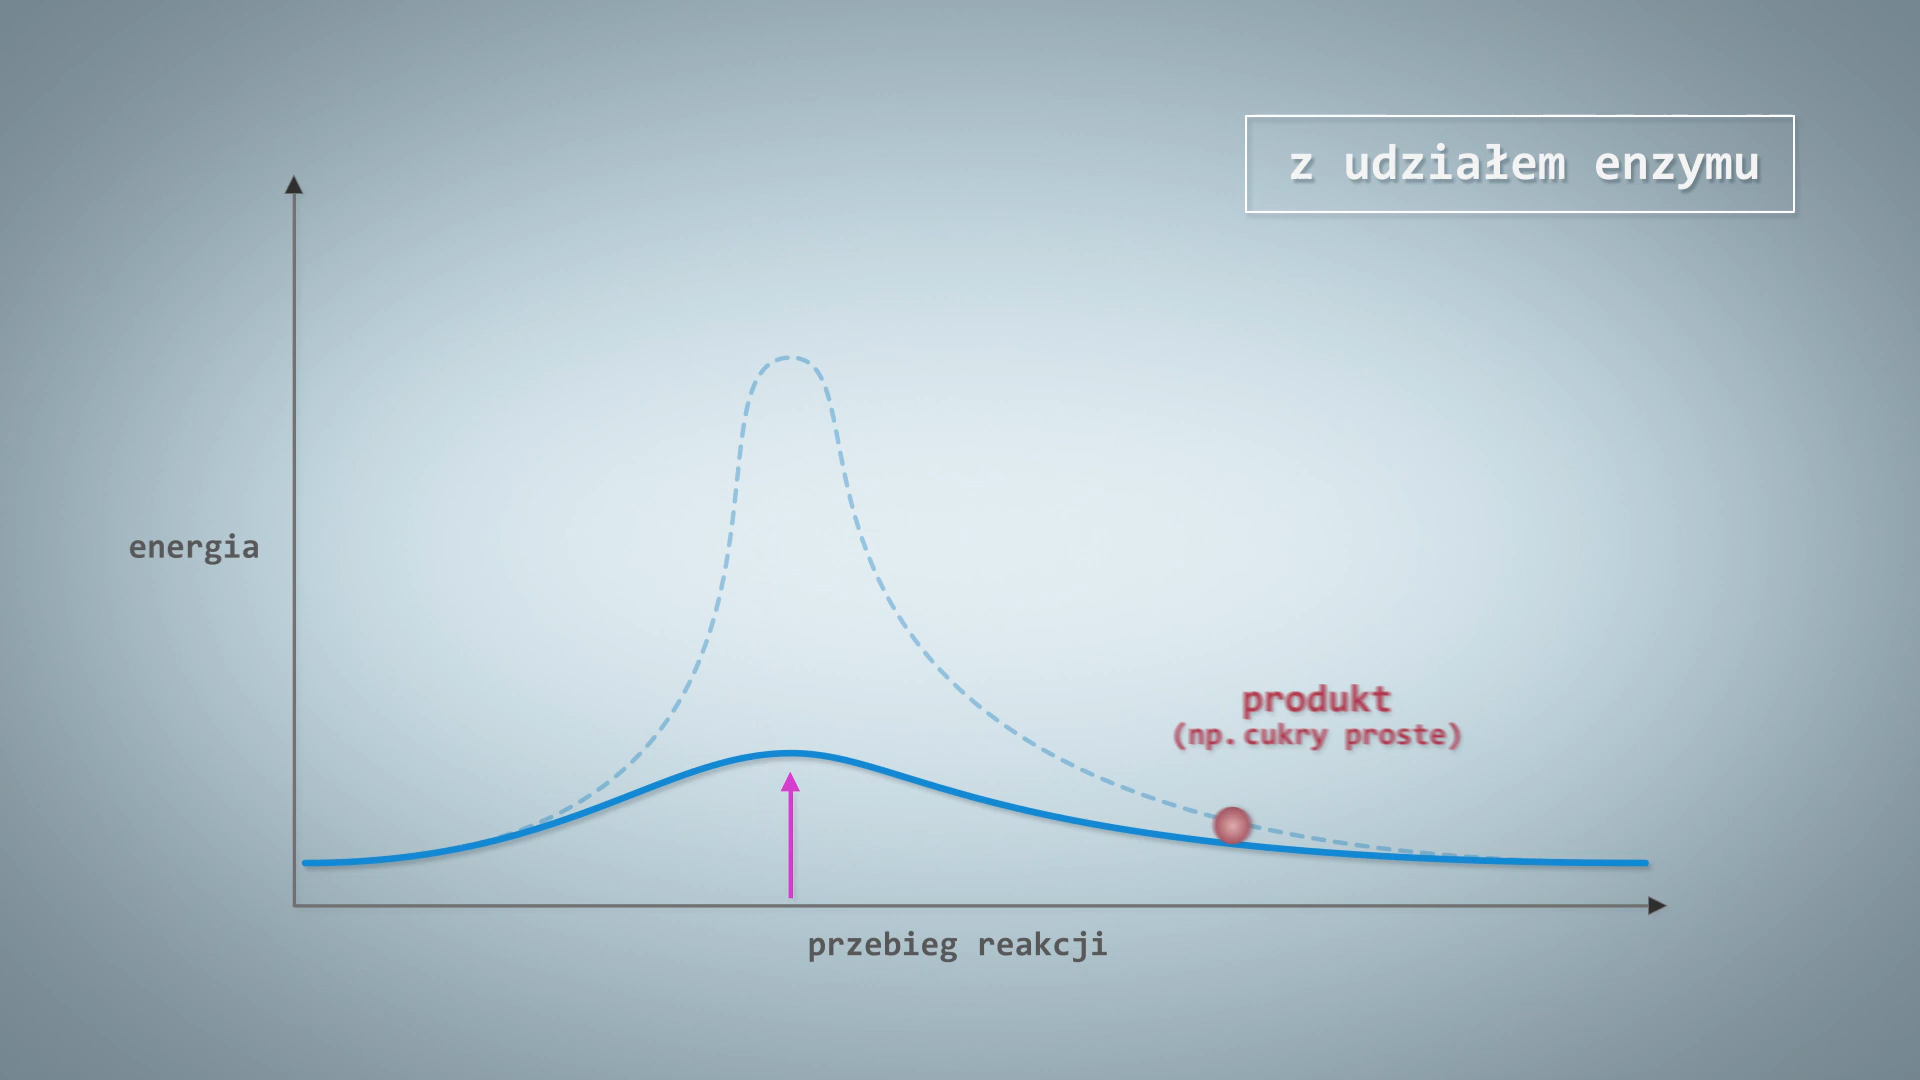 z udziałem enzymu
energia
produkt
(np. cukry proste)
przebieg reakcji